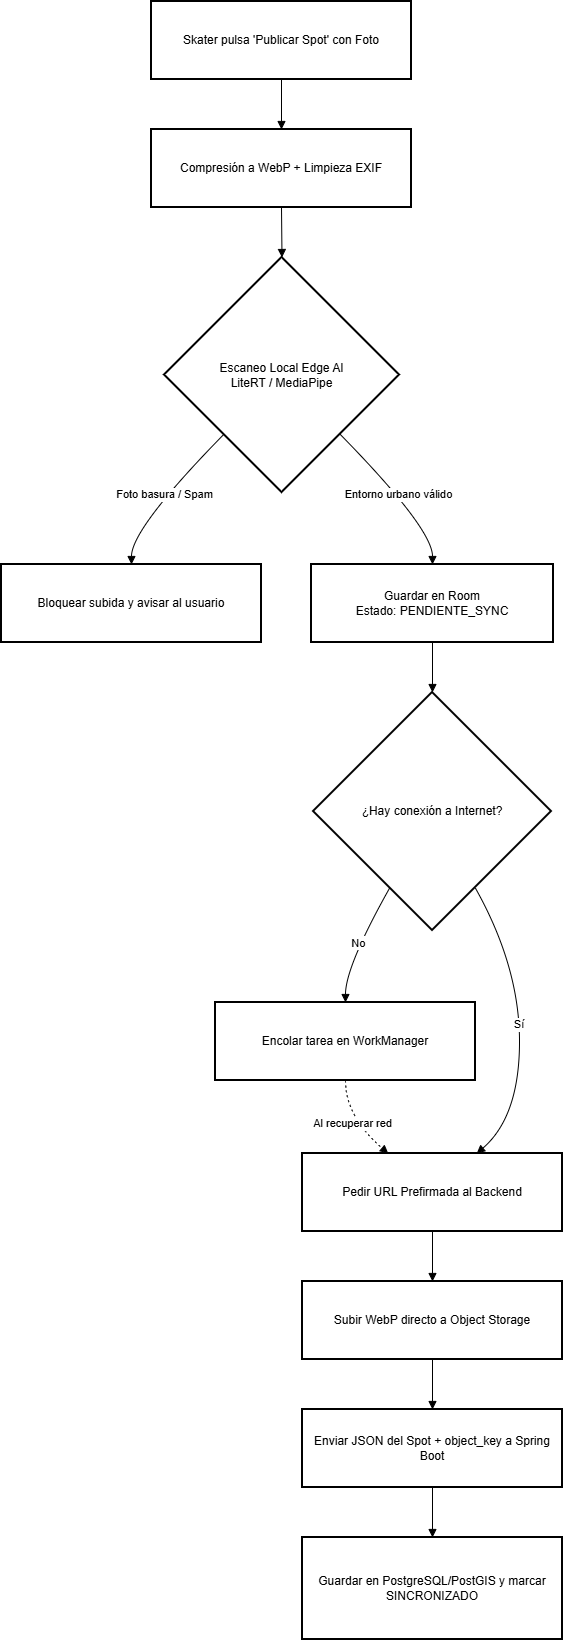 Skater pulsa 'Publicar Spot' con Foto
Compresión a WebP + Limpieza EXIF
Escaneo Local Edge AI
LiteRT / MediaPipe
Foto basura / Spam
Entorno urbano válido
Bloquear subida y avisar al usuario
Guardar en Room
Estado: PENDIENTE_SYNC
¿Hay conexión a Internet?
No
Sí
Encolar tarea en WorkManager
Al recuperar red
Pedir URL Prefirmada al Backend
Subir WebP directo a Object Storage
Enviar JSON del Spot + object_key a Spring
Boot
Guardar en PostgreSQL/PostGIS y marcar
SINCRONIZADO